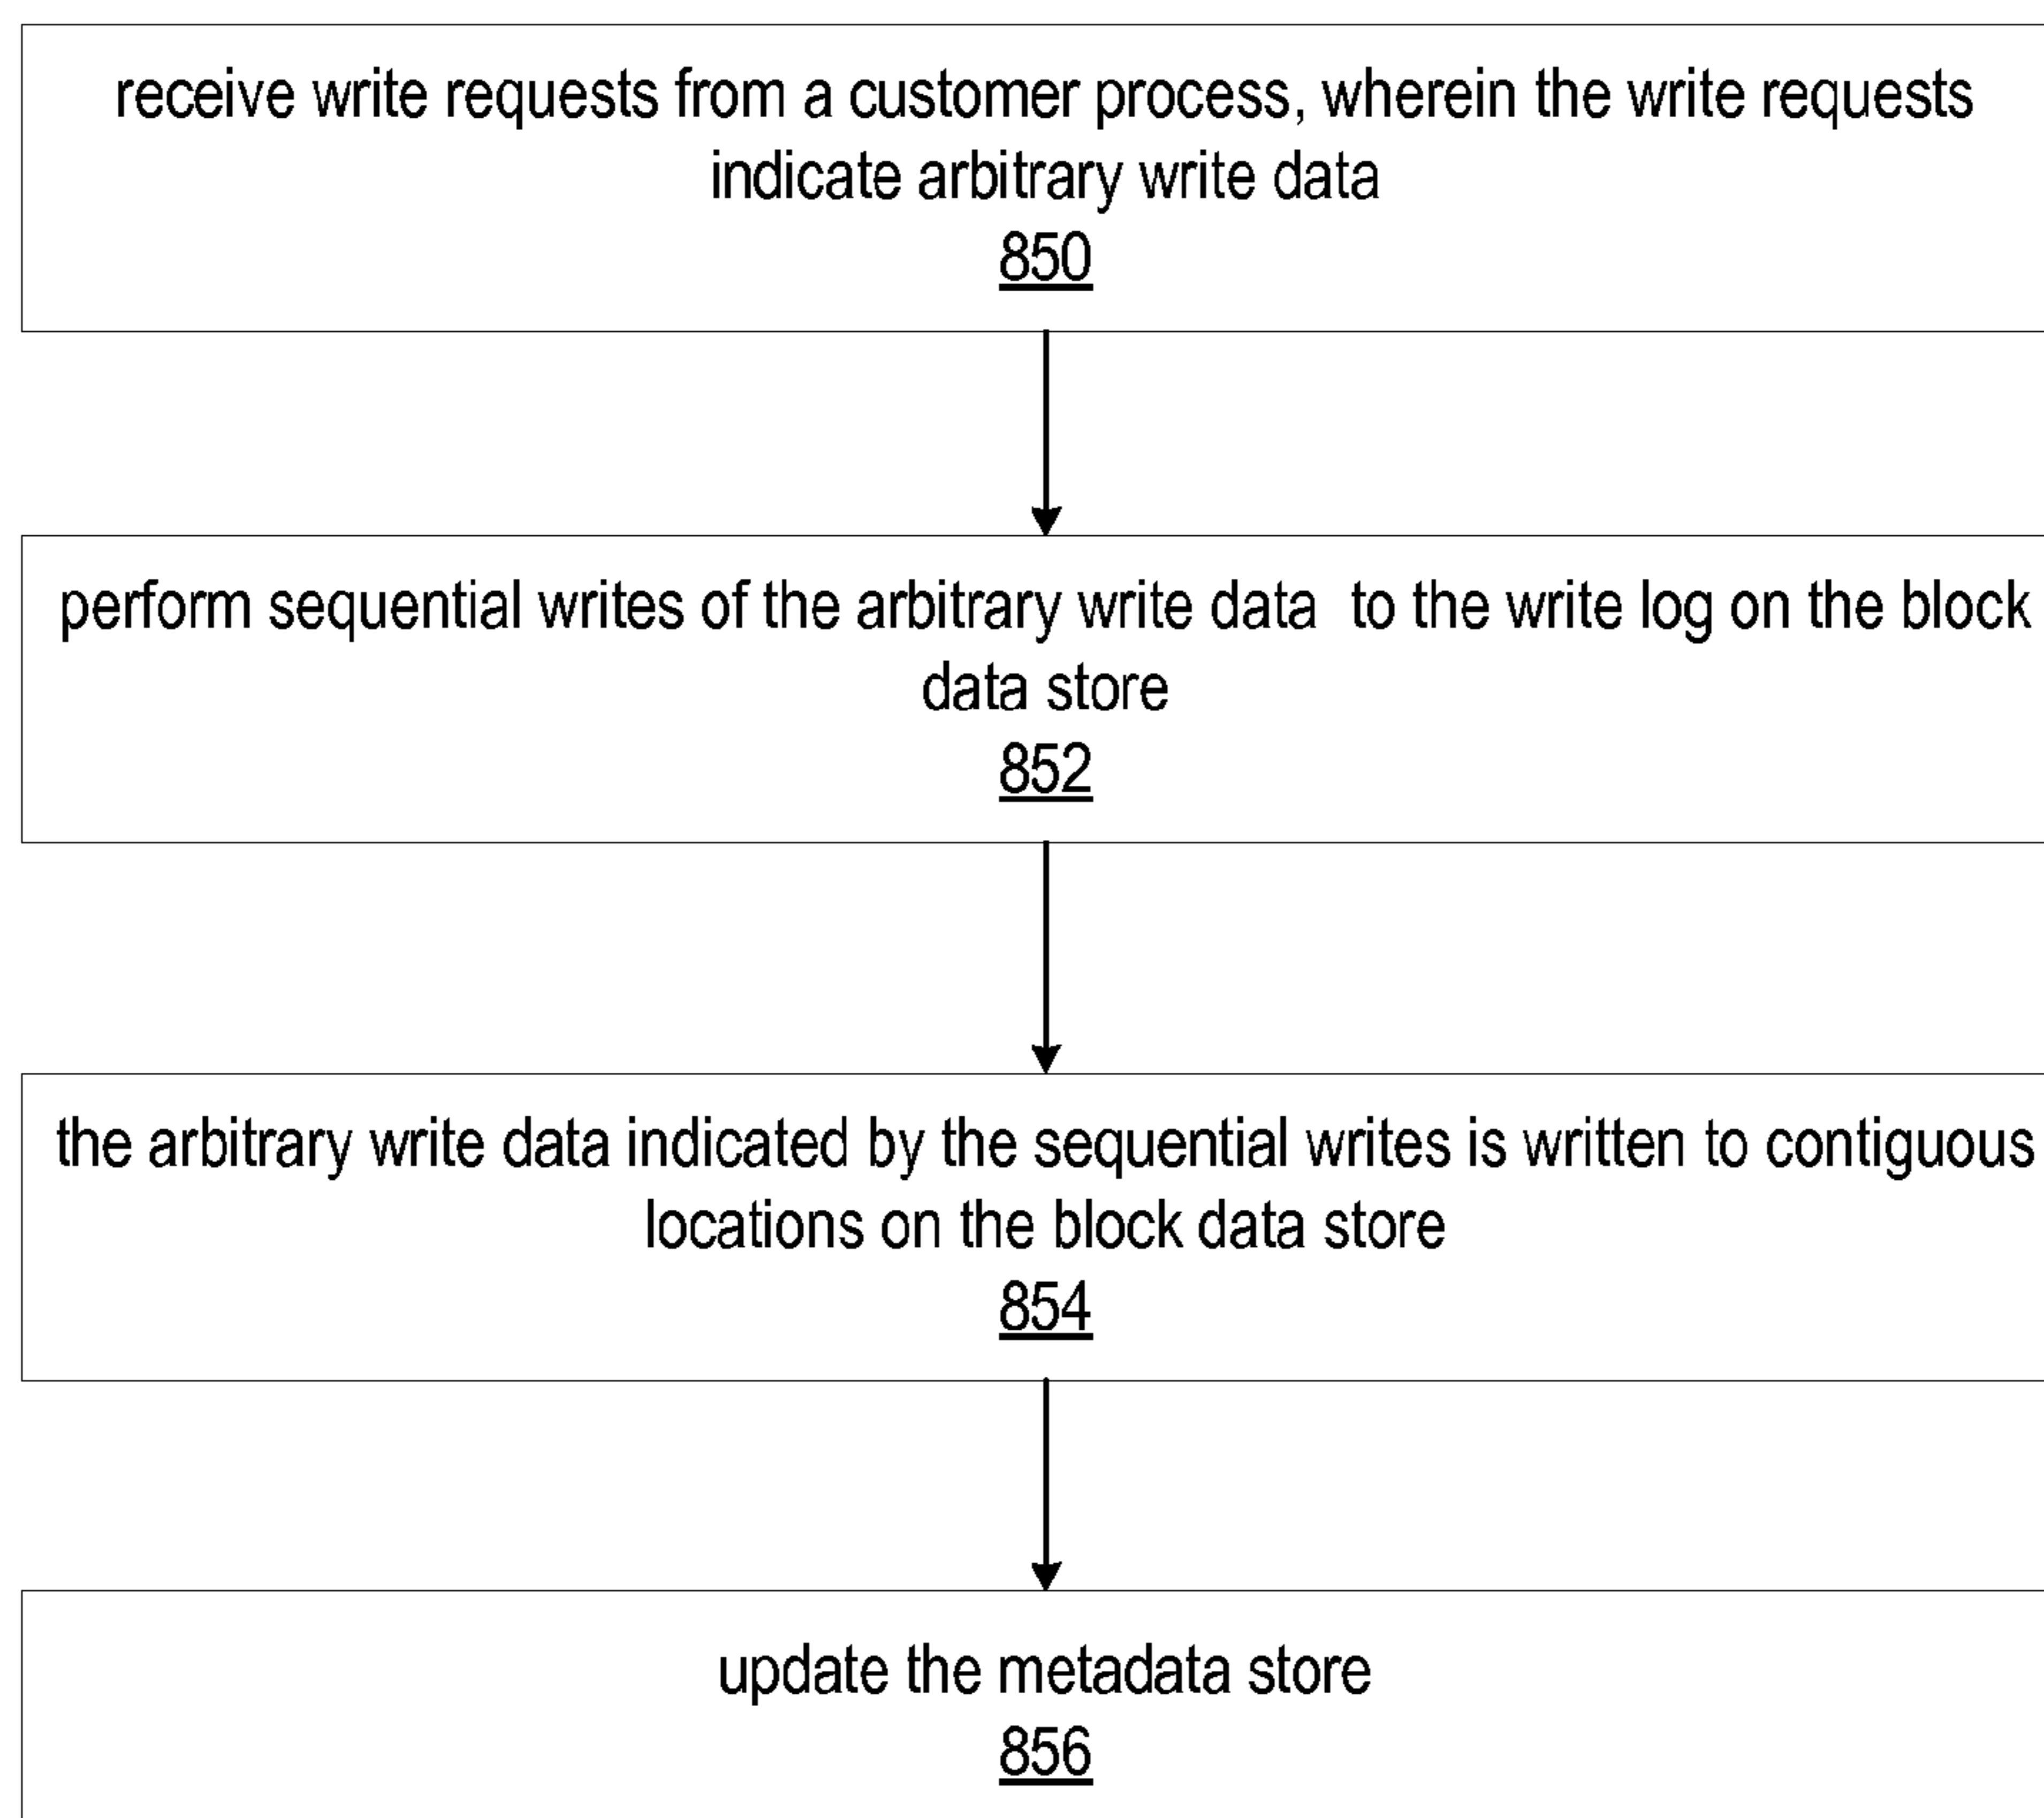 receive write requests from a customer process, wherein the write requests
indicate arbitrary write data
850
perform sequential writes of the arbitrary write data to the write log on the block
data store
852
the arbitrary write data indicated by the sequential writes is written to contiguous
locations on the block data store
854
update the metadata store
856